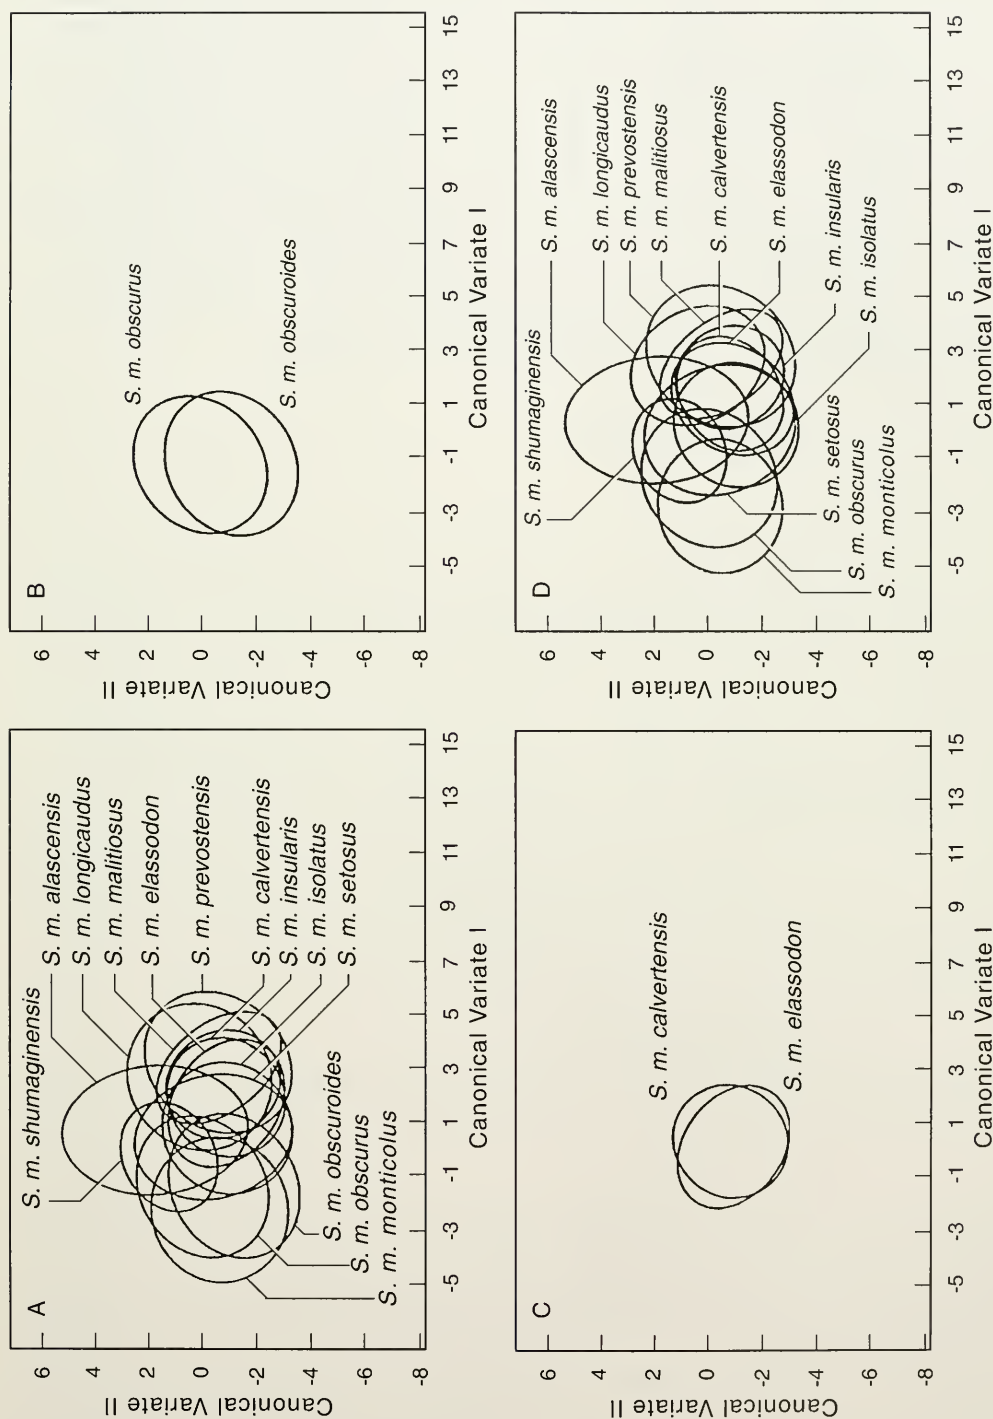 A
S. m. shumaginensis
S. m. alascensis
S. m. longicaudus
S. m. malitiosus
S. m. elassodon
S. m. prevostensis
S. m. calvertensis
S. m. insularis
S. m. isolatus
S. m. setosus
S. m. obscuroides
S. m. obscurus
S. m. monticolus
6
4
2
0
-2
-4
-6
-8
Canonical Variate II
-5
-3
-1
1
3
5
7
9
11
13
15
Canonical Variate I
B
S. m. obscurus
S. m. obscuroides
6
4
2
0
-2
-4
-6
-8
Canonical Variate II
-5
-3
-1
1
3
5
7
9
11
13
15
Canonical Variate I
C
S. m. calvertensis
S. m. elassodon
6
4
2
0
-2
-4
-6
-8
Canonical Variate II
-5
-3
-1
1
3
5
7
9
11
13
15
Canonical Variate I
D
S. m. shumaginensis
S. m. alascensis
S. m. longicaudus
S. m. prevostensis
S. m. malitiosus
S. m. calvertensis
S. m. elassodon
S. m. insularis
S. m. isolatus
S. m. setosus
S. m. obscurus
S. m. monticolus
6
4
2
0
-2
-4
-6
-8
Canonical Variate II
-5
-3
-1
1
3
5
7
9
11
13
15
Canonical Variate I